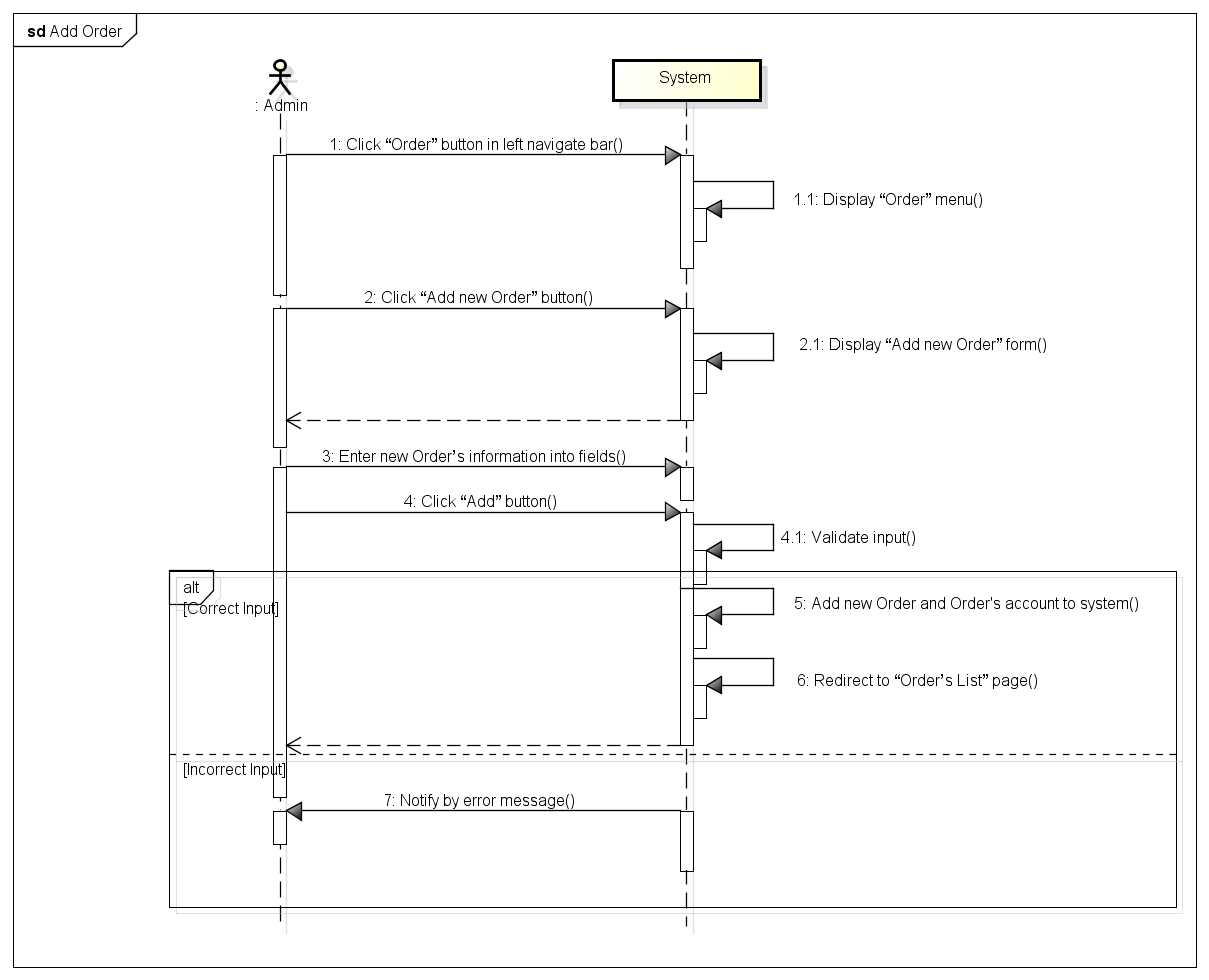 sd Add Order
: Admin
System
1: Click “Order” button in left navigate bar()
1.1: Display “Order” menu()
2: Click “Add new Order” button()
2.1: Display “Add new Order” form()
3: Enter new Order’s information into fields()
4: Click “Add” button()
4.1: Validate input()
alt
[Correct Input]
5: Add new Order and Order's account to system()
6: Redirect to “Order’s List” page()
[Incorrect Input]
7: Notify by error message()